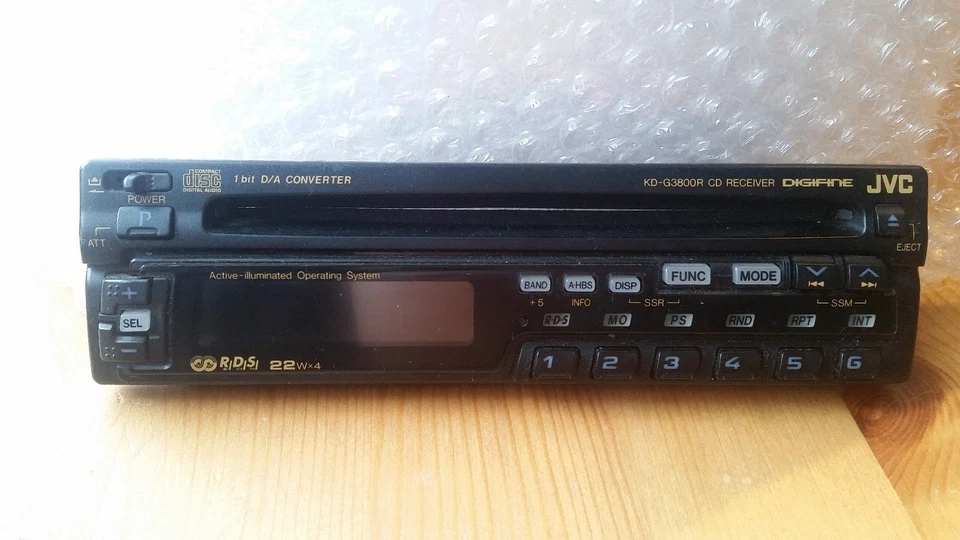 COMPACT
disc
DIGITAL AUDIO
1 bit D/A CONVERTER
KD-G3800R CD RECEIVER DIGIFINE JVC
POWER
P
ATT
EJECT
Active-illuminated Operating System
SEL
BAND A·HBS DISP FUNC MODE
+5 INFO SSR SSM
R·D·S MO PS RND RPT INT
R.D.S. 22W×4
1 2 3 4 5 6